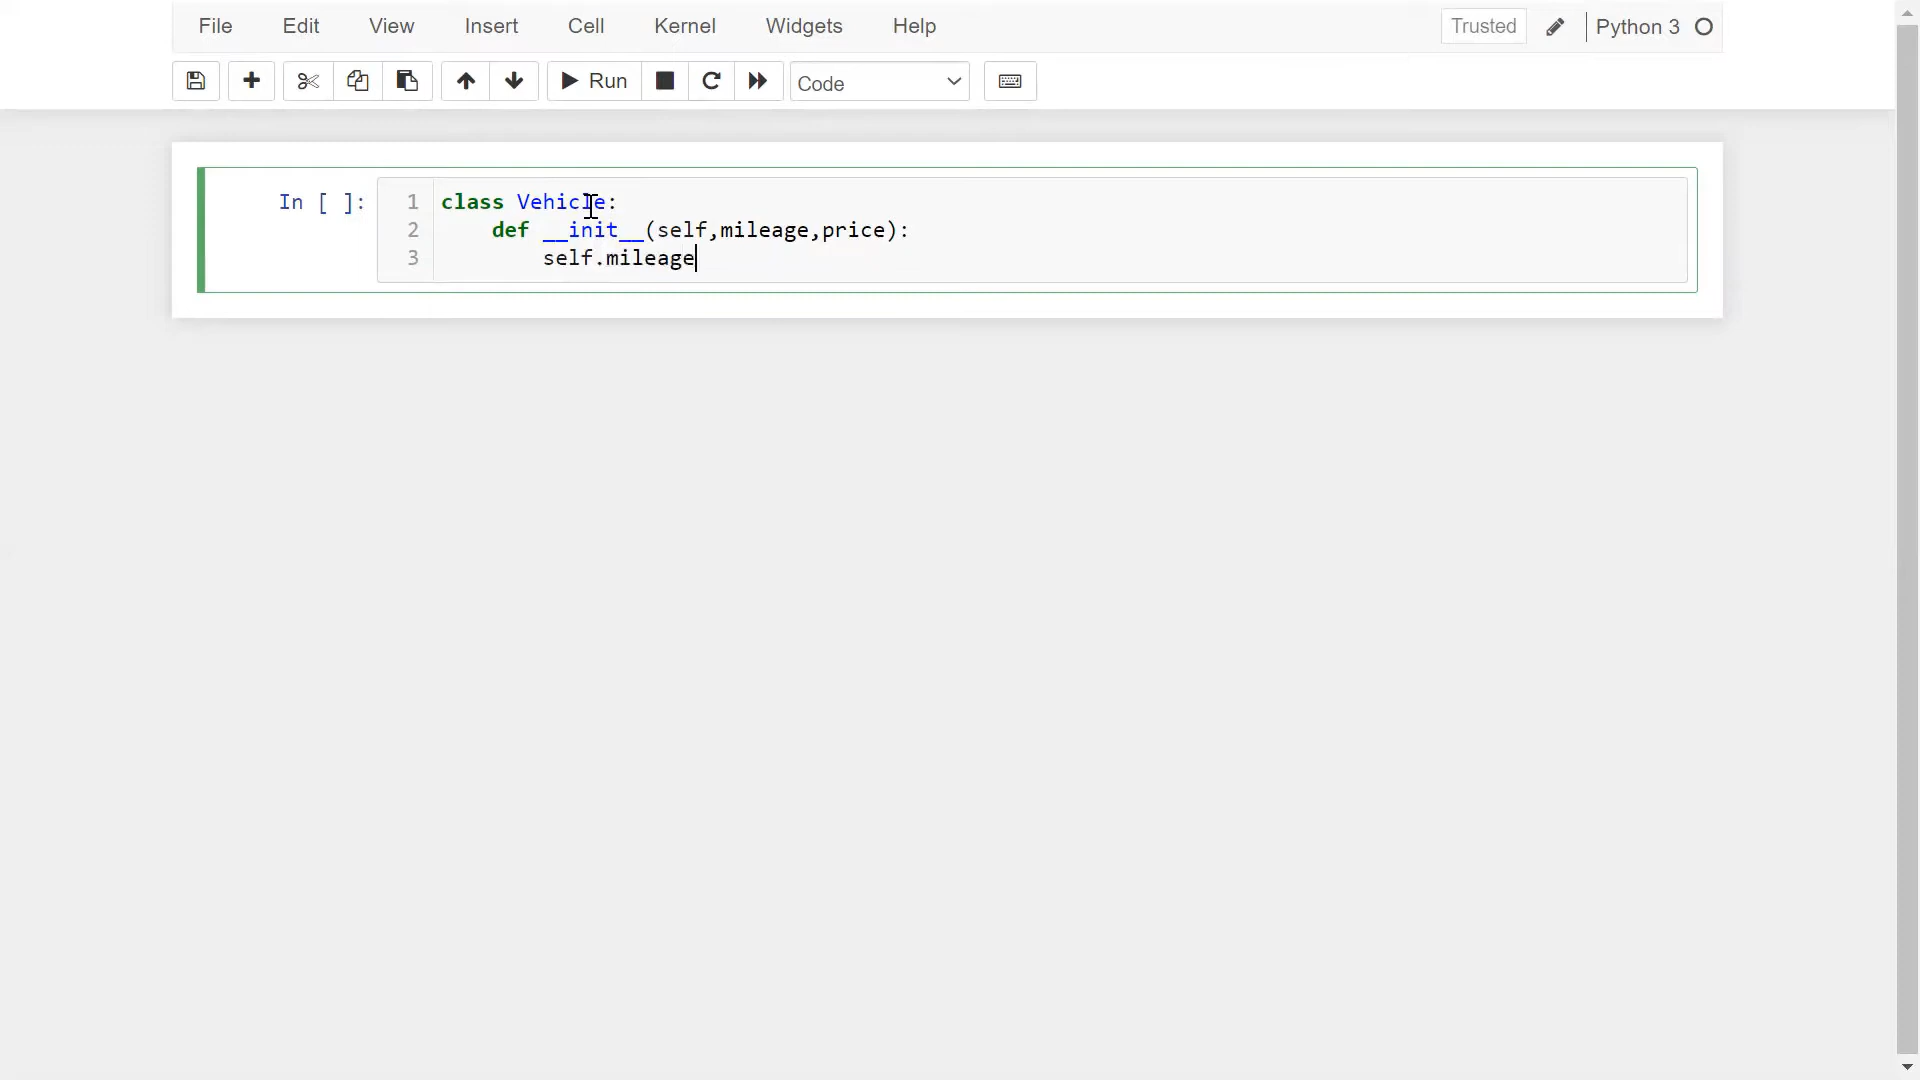 File Edit View Insert Cell Kernel Widgets Help Trusted Python 3
Run Code
In [ ]: 1 class Vehicle:
2 def __init__(self,mileage,price):
3 self.mileage